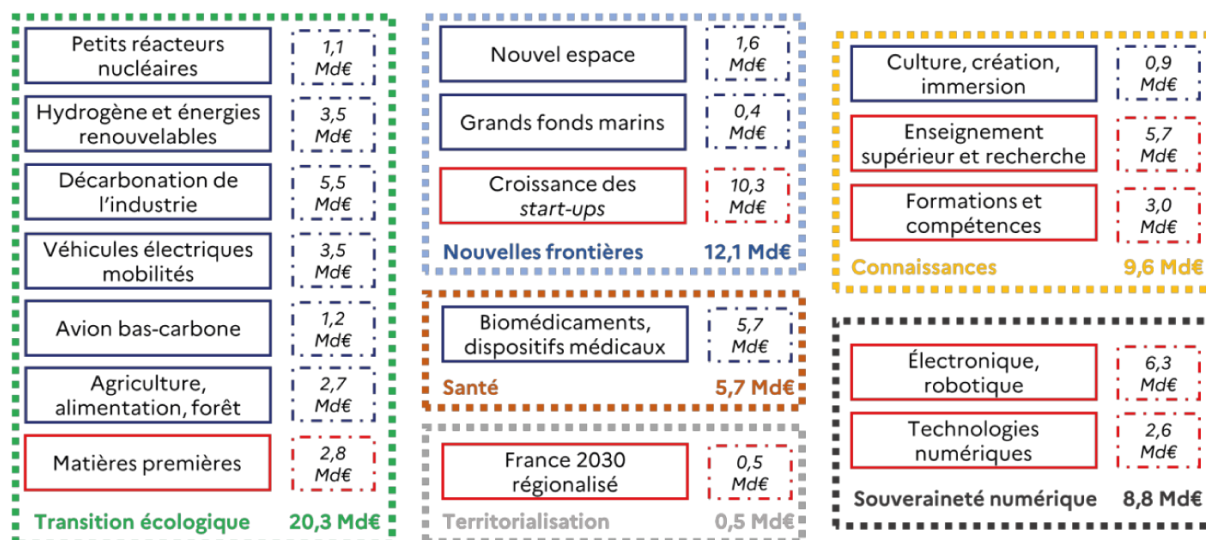 Petits réacteurs
nucléaires
1,1
Md€
Hydrogène et énergies
renouvelables
3,5
Md€
Décarbonation de
l'industrie
5,5
Md€
Véhicules électriques
mobilités
3,5
Md€
Avion bas-carbone
1,2
Md€
Agriculture,
alimentation, forêt
2,7
Md€
Matières premières
2,8
Md€
Transition écologique 20,3 Md€
Nouvel espace
1,6
Md€
Grands fonds marins
0,4
Md€
Croissance des
start-ups
10,3
Md€
Nouvelles frontières 12,1 Md€
Biomédicaments,
dispositifs médicaux
5,7
Md€
Santé 5,7 Md€
France 2030
régionalisé
0,5
Md€
Territorialisation 0,5 Md€
Culture, création,
immersion
0,9
Md€
Enseignement
supérieur et recherche
5,7
Md€
Formations et
compétences
3,0
Md€
Connaissances 9,6 Md€
Électronique,
robotique
6,3
Md€
Technologies
numériques
2,6
Md€
Souveraineté numérique 8,8 Md€